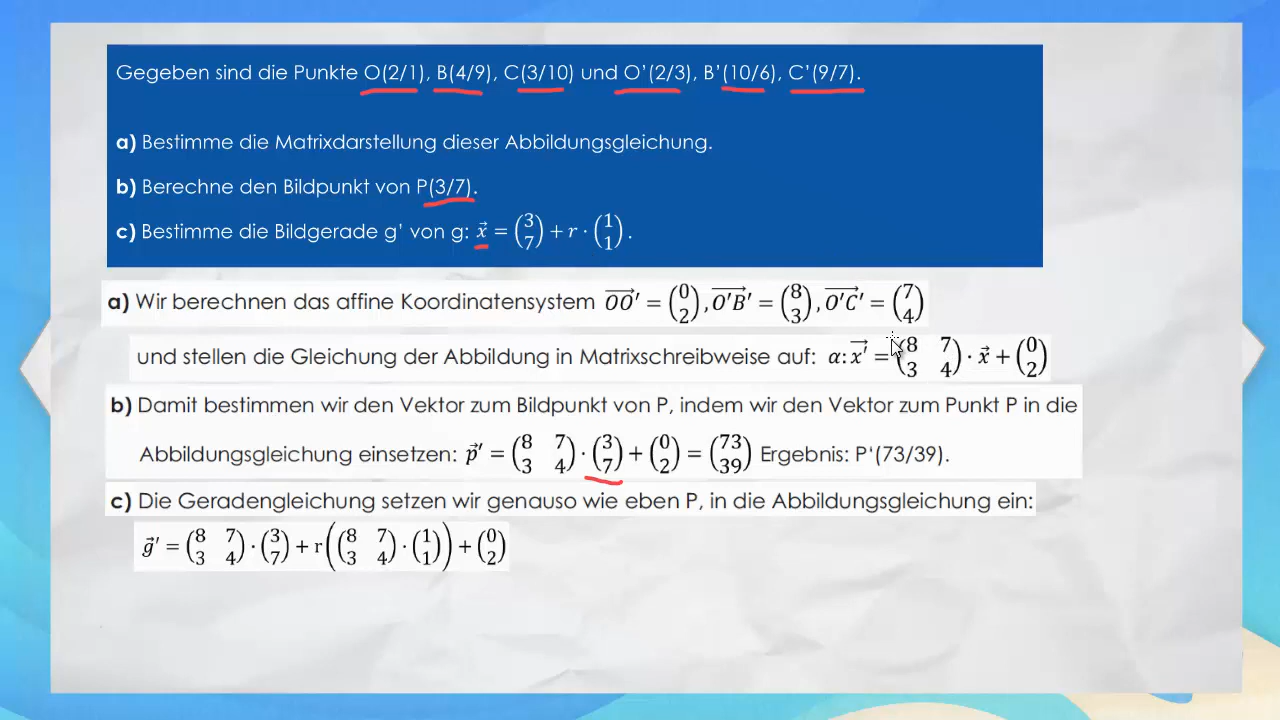 Gegeben sind die Punkte O(2/1), B(4/9), C(3/10) und O'(2/3), B'(10/6), C'(9/7).
a) Bestimme die Matrixdarstellung dieser Abbildungsgleichung.
b) Berechne den Bildpunkt von P(3/7).
c) Bestimme die Bildgerade g' von g: x⃗ = (3 7) + r · (1 1).
a) Wir berechnen das affine Koordinatensystem OO'⃗ = (0 2), O'B'⃗ = (8 3), O'C'⃗ = (7 4)
und stellen die Gleichung der Abbildung in Matrixschreibweise auf: α: x'⃗ = (8 7 3 4) · x⃗ + (0 2)
b) Damit bestimmen wir den Vektor zum Bildpunkt von P, indem wir den Vektor zum Punkt P in die
Abbildungsgleichung einsetzen: p⃗' = (8 7 3 4) · (3 7) + (0 2) = (73 39) Ergebnis: P'(73/39).
c) Die Geradengleichung setzen wir genauso wie eben P, in die Abbildungsgleichung ein:
g⃗' = (8 7 3 4) · (3 7) + r((8 7 3 4) · (1 1)) + (0 2)